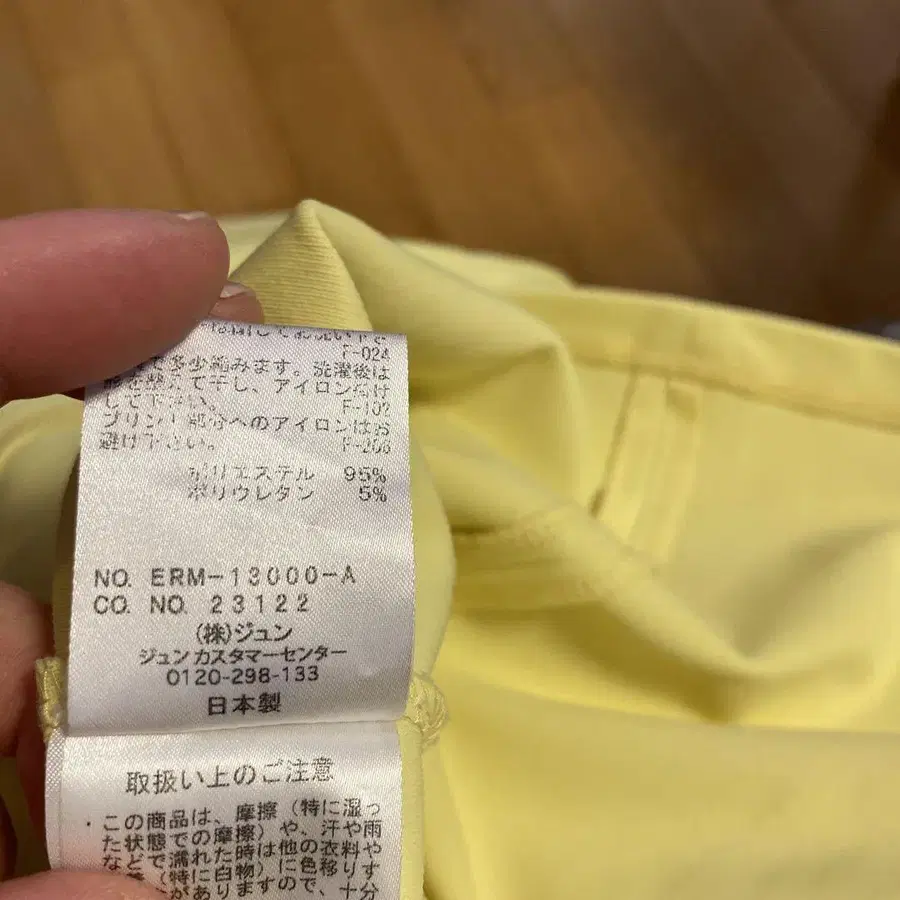 F-024
で多少縮みます。洗濯後は
形を整えて干し、アイロン掛け
して下さい。
F-102
プリント部分へのアイロンはお
避け下さい。
F-206
ポリエステル 95%
ポリウレタン 5%
NO. ERM-13000-A
CO. NO. 23122
(株)ジュン
ジュンカスタマーセンター
0120-298-133
日本製
取扱い上のご注意
・この商品は、摩擦(特に湿っ
た状態での摩擦)や、汗や雨
などで濡れた時は他の衣料や
(特に白物)に色移りす
がありますので、十分